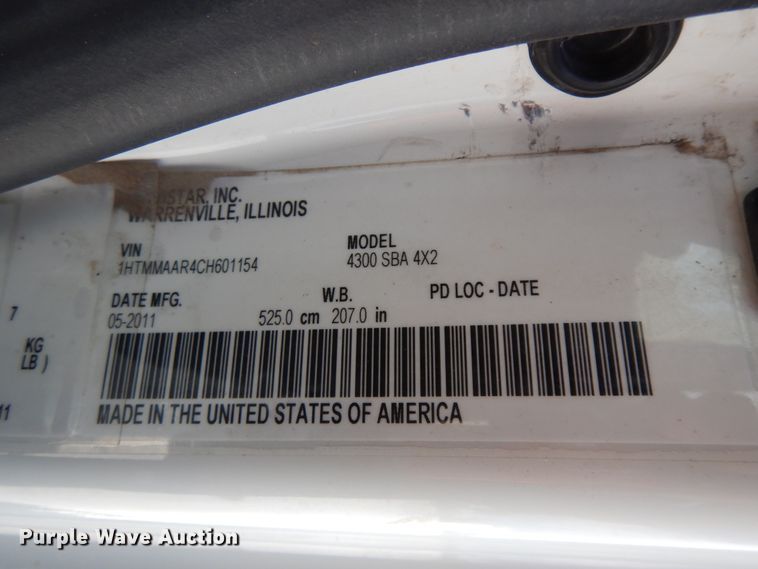 INC.
WARRENVILLE, ILLINOIS
VIN MODEL
1HTMMAAR4CH601154 4300 SBA 4X2
DATE MFG. W.B. PD LOC - DATE
05-2011 525.0 cm 207.0 in
7
KG
LB )
11
MADE IN THE UNITED STATES OF AMERICA
Purple Wave Auction